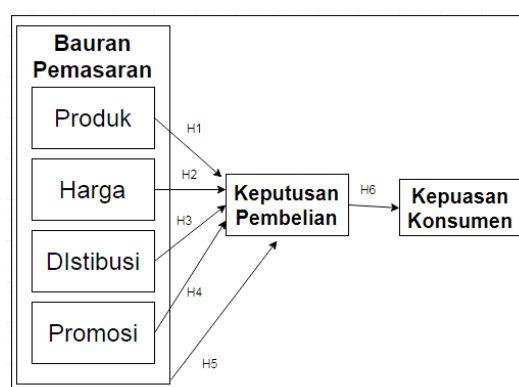 Bauran
Pemasaran
Produk
Harga
DIstibusi
Promosi
H1
H2
H3
H4
H5
Keputusan
Pembelian
H6
Kepuasan
Konsumen